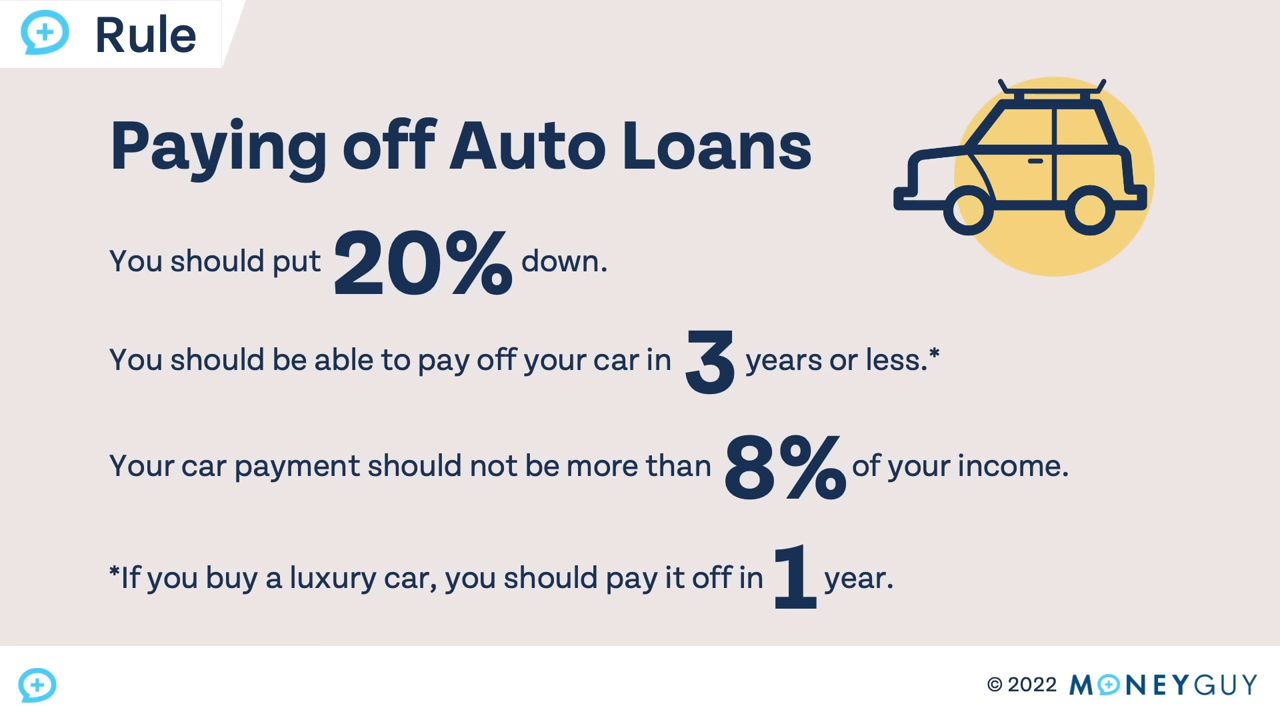 Rule
Paying off Auto Loans
You should put 20% down.
You should be able to pay off your car in 3 years or less.*
Your car payment should not be more than 8% of your income.
*If you buy a luxury car, you should pay it off in 1 year.
© 2022 MONEYGUY